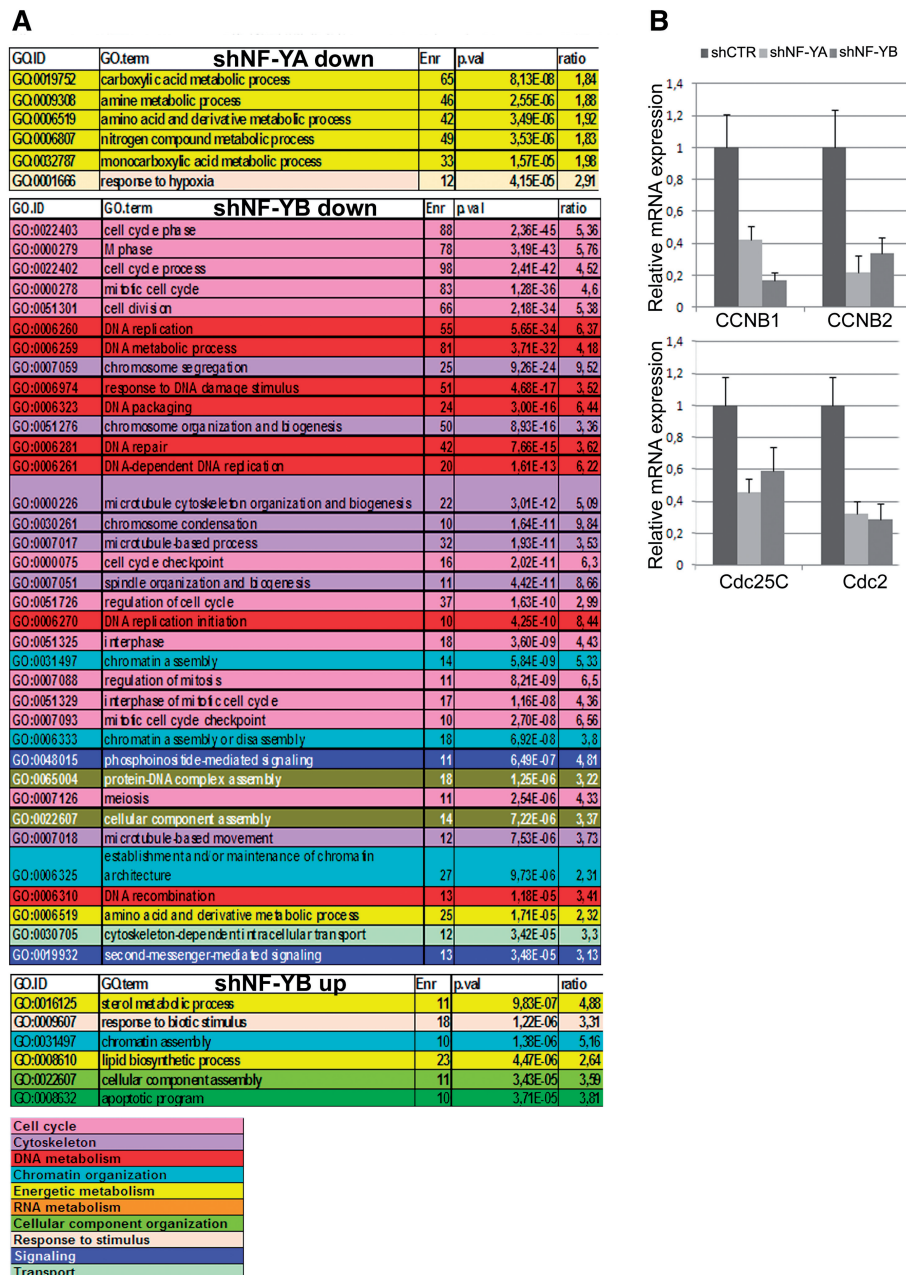 A
GO.ID GO.term shNF-YA down Enr p.val ratio
GO:0019752 carboxylic acid metabolic process 65 8,13E-08 1,84
GO:0009308 amine metabolic process 46 2,55E-06 1,88
GO:0006519 amino acid and derivative metabolic process 42 3,49E-06 1,92
GO:0006807 nitrogen compound metabolic process 49 3,53E-06 1,83
GO:0032787 monocarboxylic acid metabolic process 33 1,57E-05 1,98
GO:0001666 response to hypoxia 12 4,15E-05 2,91
GO.ID GO.term shNF-YB down Enr p.val ratio
GO:0022403 cell cycle phase 88 2,36E-45 5,36
GO:0000279 M phase 78 3,19E-43 5,76
GO:0022402 cell cycle process 98 2,41E-42 4,52
GO:0000278 mitotic cell cycle 83 1,28E-36 4,6
GO:0051301 cell division 66 2,18E-34 5,38
GO:0006260 DNA replication 55 5,65E-34 6,37
GO:0006259 DNA metabolic process 81 3,71E-32 4,18
GO:0007059 chromosome segregation 25 9,26E-24 9,52
GO:0006974 response to DNA damage stimulus 51 4,68E-17 3,52
GO:0006323 DNA packaging 24 3,00E-16 6,44
GO:0051276 chromosome organization and biogenesis 50 8,93E-16 3,36
GO:0006281 DNA repair 42 7,66E-15 3,62
GO:0006261 DNA-dependent DNA replication 20 1,61E-13 6,22
GO:0000226 microtubule cytoskeleton organization and biogenesis 22 3,01E-12 5,09
GO:0030261 chromosome condensation 10 1,64E-11 9,84
GO:0007017 microtubule-based process 32 1,93E-11 3,53
GO:0000075 cell cycle checkpoint 16 2,02E-11 6,3
GO:0007051 spindle organization and biogenesis 11 4,42E-11 8,66
GO:0051726 regulation of cell cycle 37 1,63E-10 2,99
GO:0006270 DNA replication initiation 10 4,25E-10 8,44
GO:0051325 interphase 18 3,60E-09 4,43
GO:0031497 chromatin assembly 14 5,84E-09 5,33
GO:0007088 regulation of mitosis 11 8,21E-09 6,5
GO:0051329 interphase of mitotic cell cycle 17 1,16E-08 4,36
GO:0007093 mitotic cell cycle checkpoint 10 2,70E-08 6,56
GO:0006333 chromatin assembly or disassembly 18 6,92E-08 3,8
GO:0048015 phosphoinositide-mediated signaling 11 6,49E-07 4,81
GO:0065004 protein-DNA complex assembly 18 1,25E-06 3,22
GO:0007126 meiosis 11 2,54E-06 4,33
GO:0022607 cellular component assembly 14 7,22E-06 3,37
GO:0007018 microtubule-based movement 12 7,53E-06 3,73
establishment and/or maintenance of chromatin
GO:0006325 architecture 27 9,73E-06 2,31
GO:0006310 DNA recombination 13 1,18E-05 3,41
GO:0006519 amino acid and derivative metabolic process 25 1,71E-05 2,32
GO:0030705 cytoskeleton-dependent intracellular transport 12 3,42E-05 3,3
GO:0019932 second-messenger-mediated signaling 13 3,48E-05 3,13
GO.ID GO.term shNF-YB up Enr p.val ratio
GO:0016125 sterol metabolic process 11 9,83E-07 4,88
GO:0009607 response to biotic stimulus 18 1,22E-06 3,31
GO:0031497 chromatin assembly 10 1,38E-06 5,16
GO:0008610 lipid biosynthetic process 23 4,47E-06 2,64
GO:0022607 cellular component assembly 11 3,43E-05 3,59
GO:0008632 apoptotic program 10 3,71E-05 3,81
Cell cycle
Cytoskeleton
DNA metabolism
Chromatin organization
Energetic metabolism
RNA metabolism
Cellular component organization
Response to stimulus
Signaling
Transport
B
shCTR shNF-YA shNF-YB
Relative mRNA expression
1,4
1,2
1
0,8
0,6
0,4
0,2
0
CCNB1 CCNB2
Relative mRNA expression
1,4
1,2
1
0,8
0,6
0,4
0,2
0
Cdc25C Cdc2